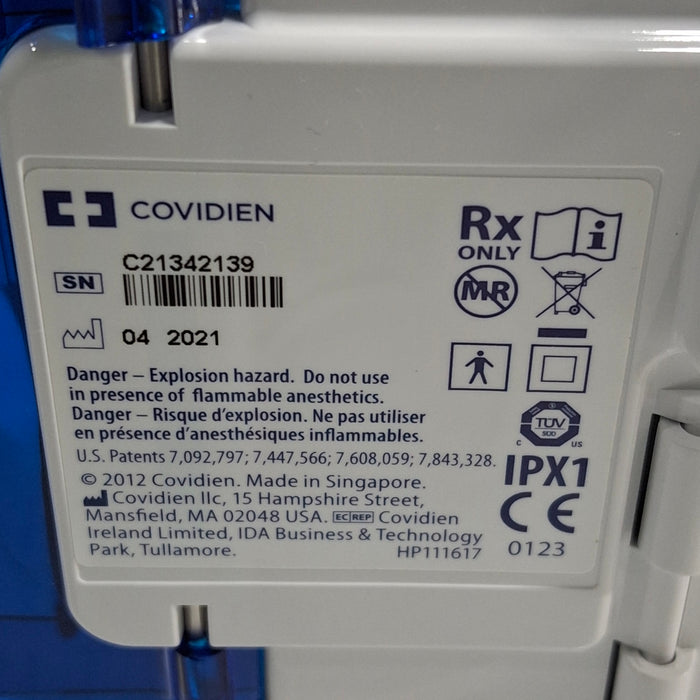 COVIDIEN
Rx
ONLY
SN C21342139
MR
04 2021
Danger – Explosion hazard. Do not use
in presence of flammable anesthetics.
Danger – Risque d'explosion. Ne pas utiliser
en présence d'anesthésiques inflammables.
TÜV
SÜD
C US
U.S. Patents 7,092,797; 7,447,566; 7,608,059; 7,843,328.
IPX1
© 2012 Covidien. Made in Singapore.
Covidien llc, 15 Hampshire Street,
Mansfield, MA 02048 USA. EC REP Covidien
Ireland Limited, IDA Business & Technology
Park, Tullamore. HP111617
CE
0123